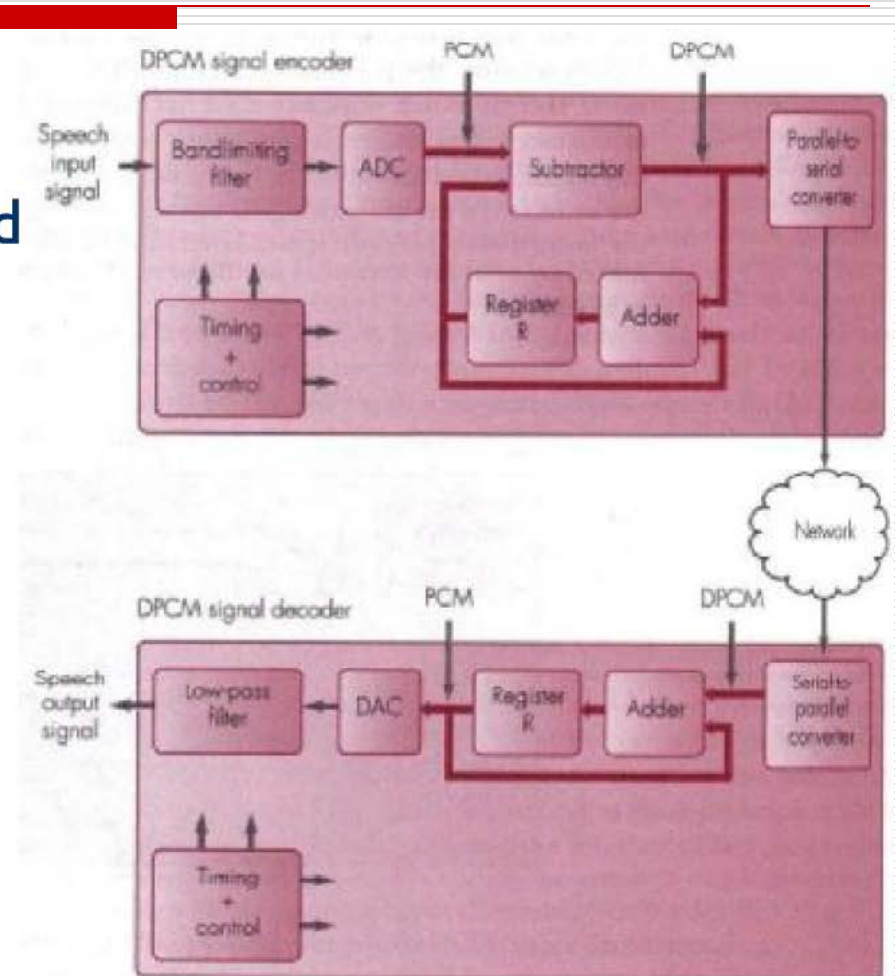 d
DPCM signal encoder
PCM
DPCM
Speech
input
signal
Bandlimiting
filter
ADC
Subtractor
Parallel-to
serial
converter
Register
R
Adder
Timing
+
control
Network
DPCM signal decoder
PCM
DPCM
Speech
output
signal
Low-pass
filter
DAC
Register
R
Adder
Serial-to-
parallel
converter
Timing
+
control